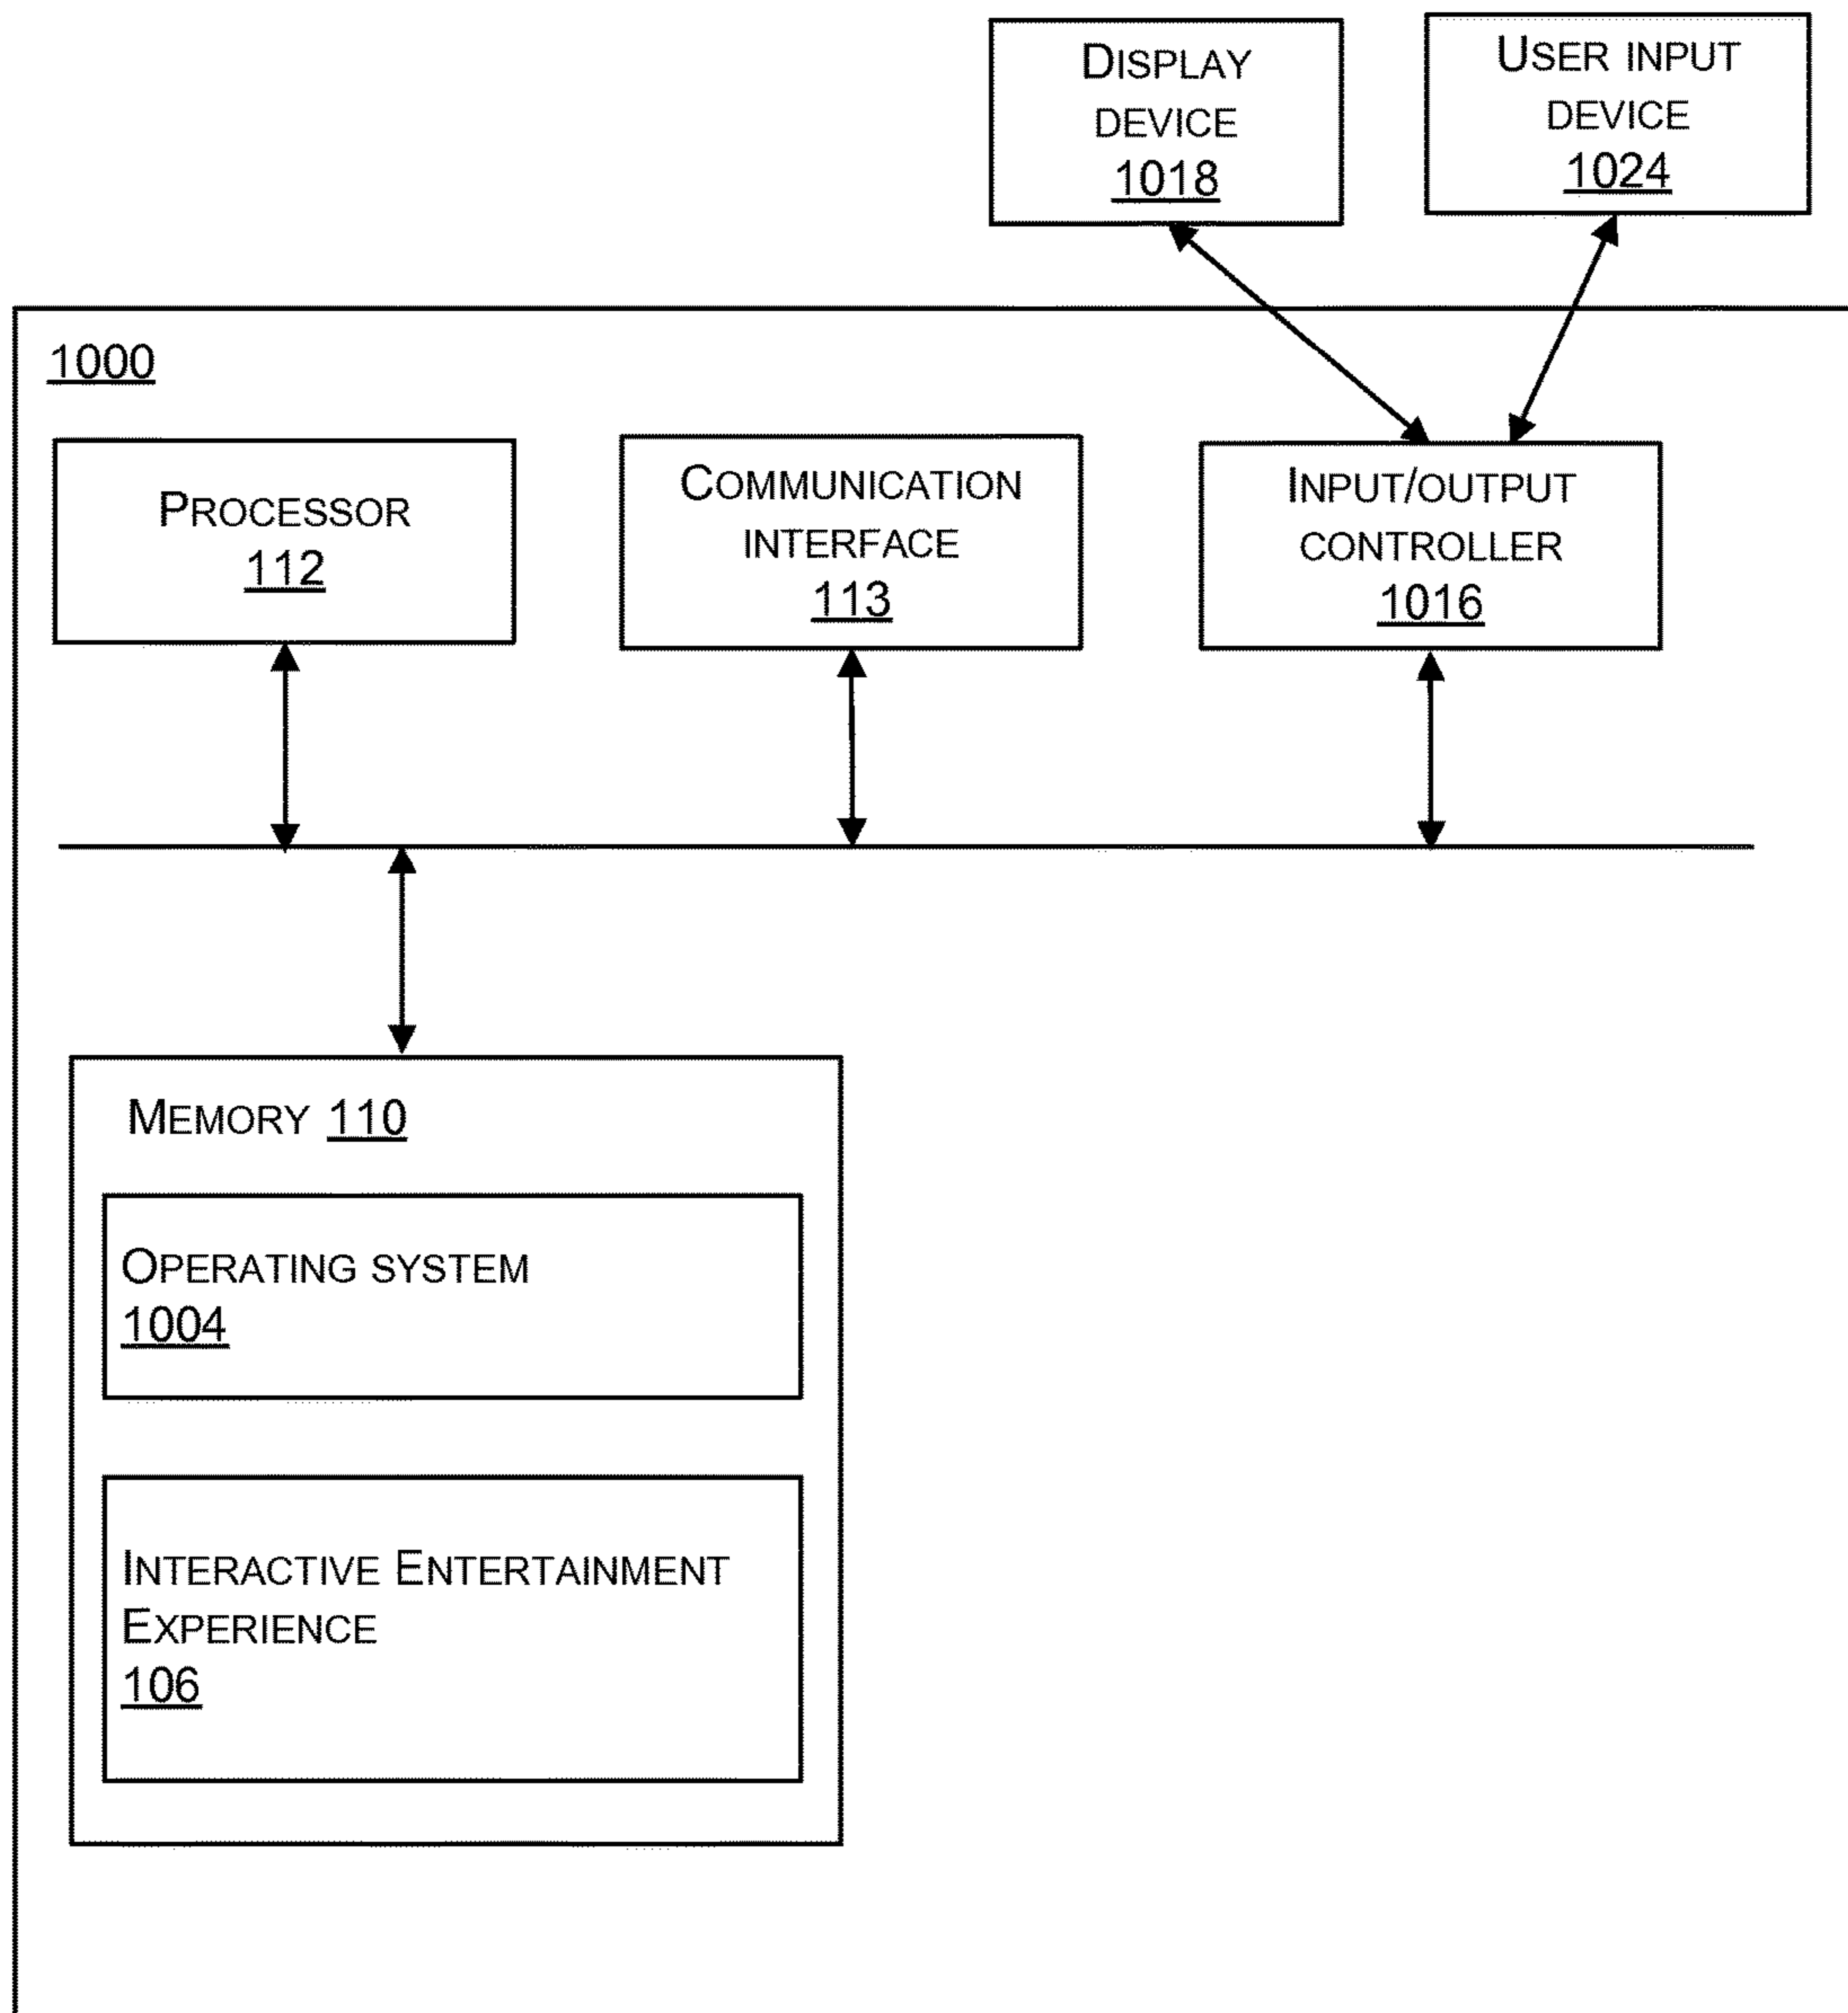 DISPLAY
DEVICE
1018
USER INPUT
DEVICE
1024
1000
PROCESSOR
112
COMMUNICATION
INTERFACE
113
INPUT/OUTPUT
CONTROLLER
1016
MEMORY 110
OPERATING SYSTEM
1004
INTERACTIVE ENTERTAINMENT
EXPERIENCE
106